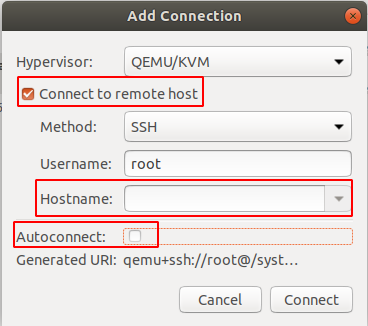 Add Connection
Hypervisor: QEMU/KVM
Connect to remote host
Method: SSH
Username: root
Hostname:
Autoconnect:
Generated URI: qemu+ssh://root@/syst…
Cancel Connect